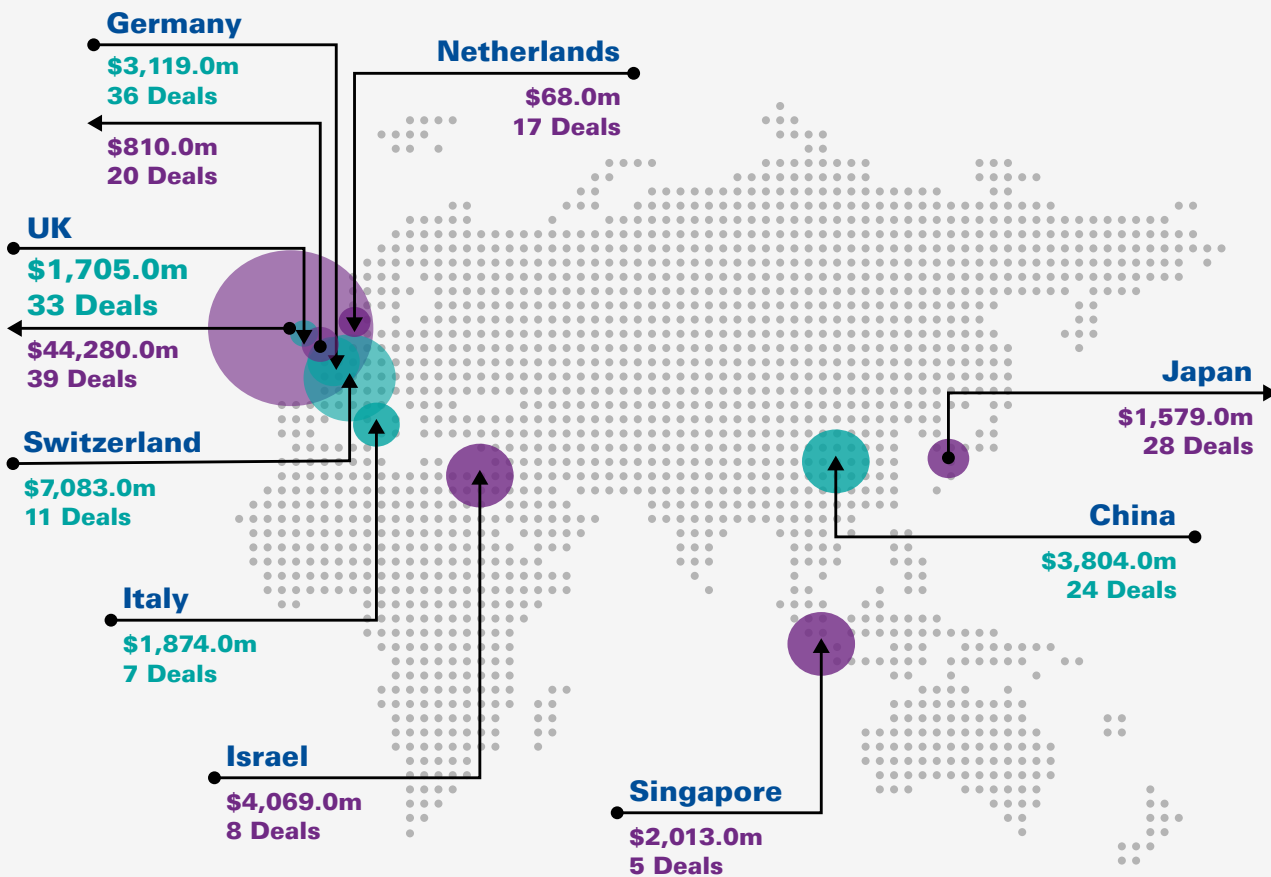 Germany
$3,119.0m
36 Deals
$810.0m
20 Deals
Netherlands
$68.0m
17 Deals
UK
$1,705.0m
33 Deals
$44,280.0m
39 Deals
Switzerland
$7,083.0m
11 Deals
Italy
$1,874.0m
7 Deals
Israel
$4,069.0m
8 Deals
Singapore
$2,013.0m
5 Deals
Japan
$1,579.0m
28 Deals
China
$3,804.0m
24 Deals